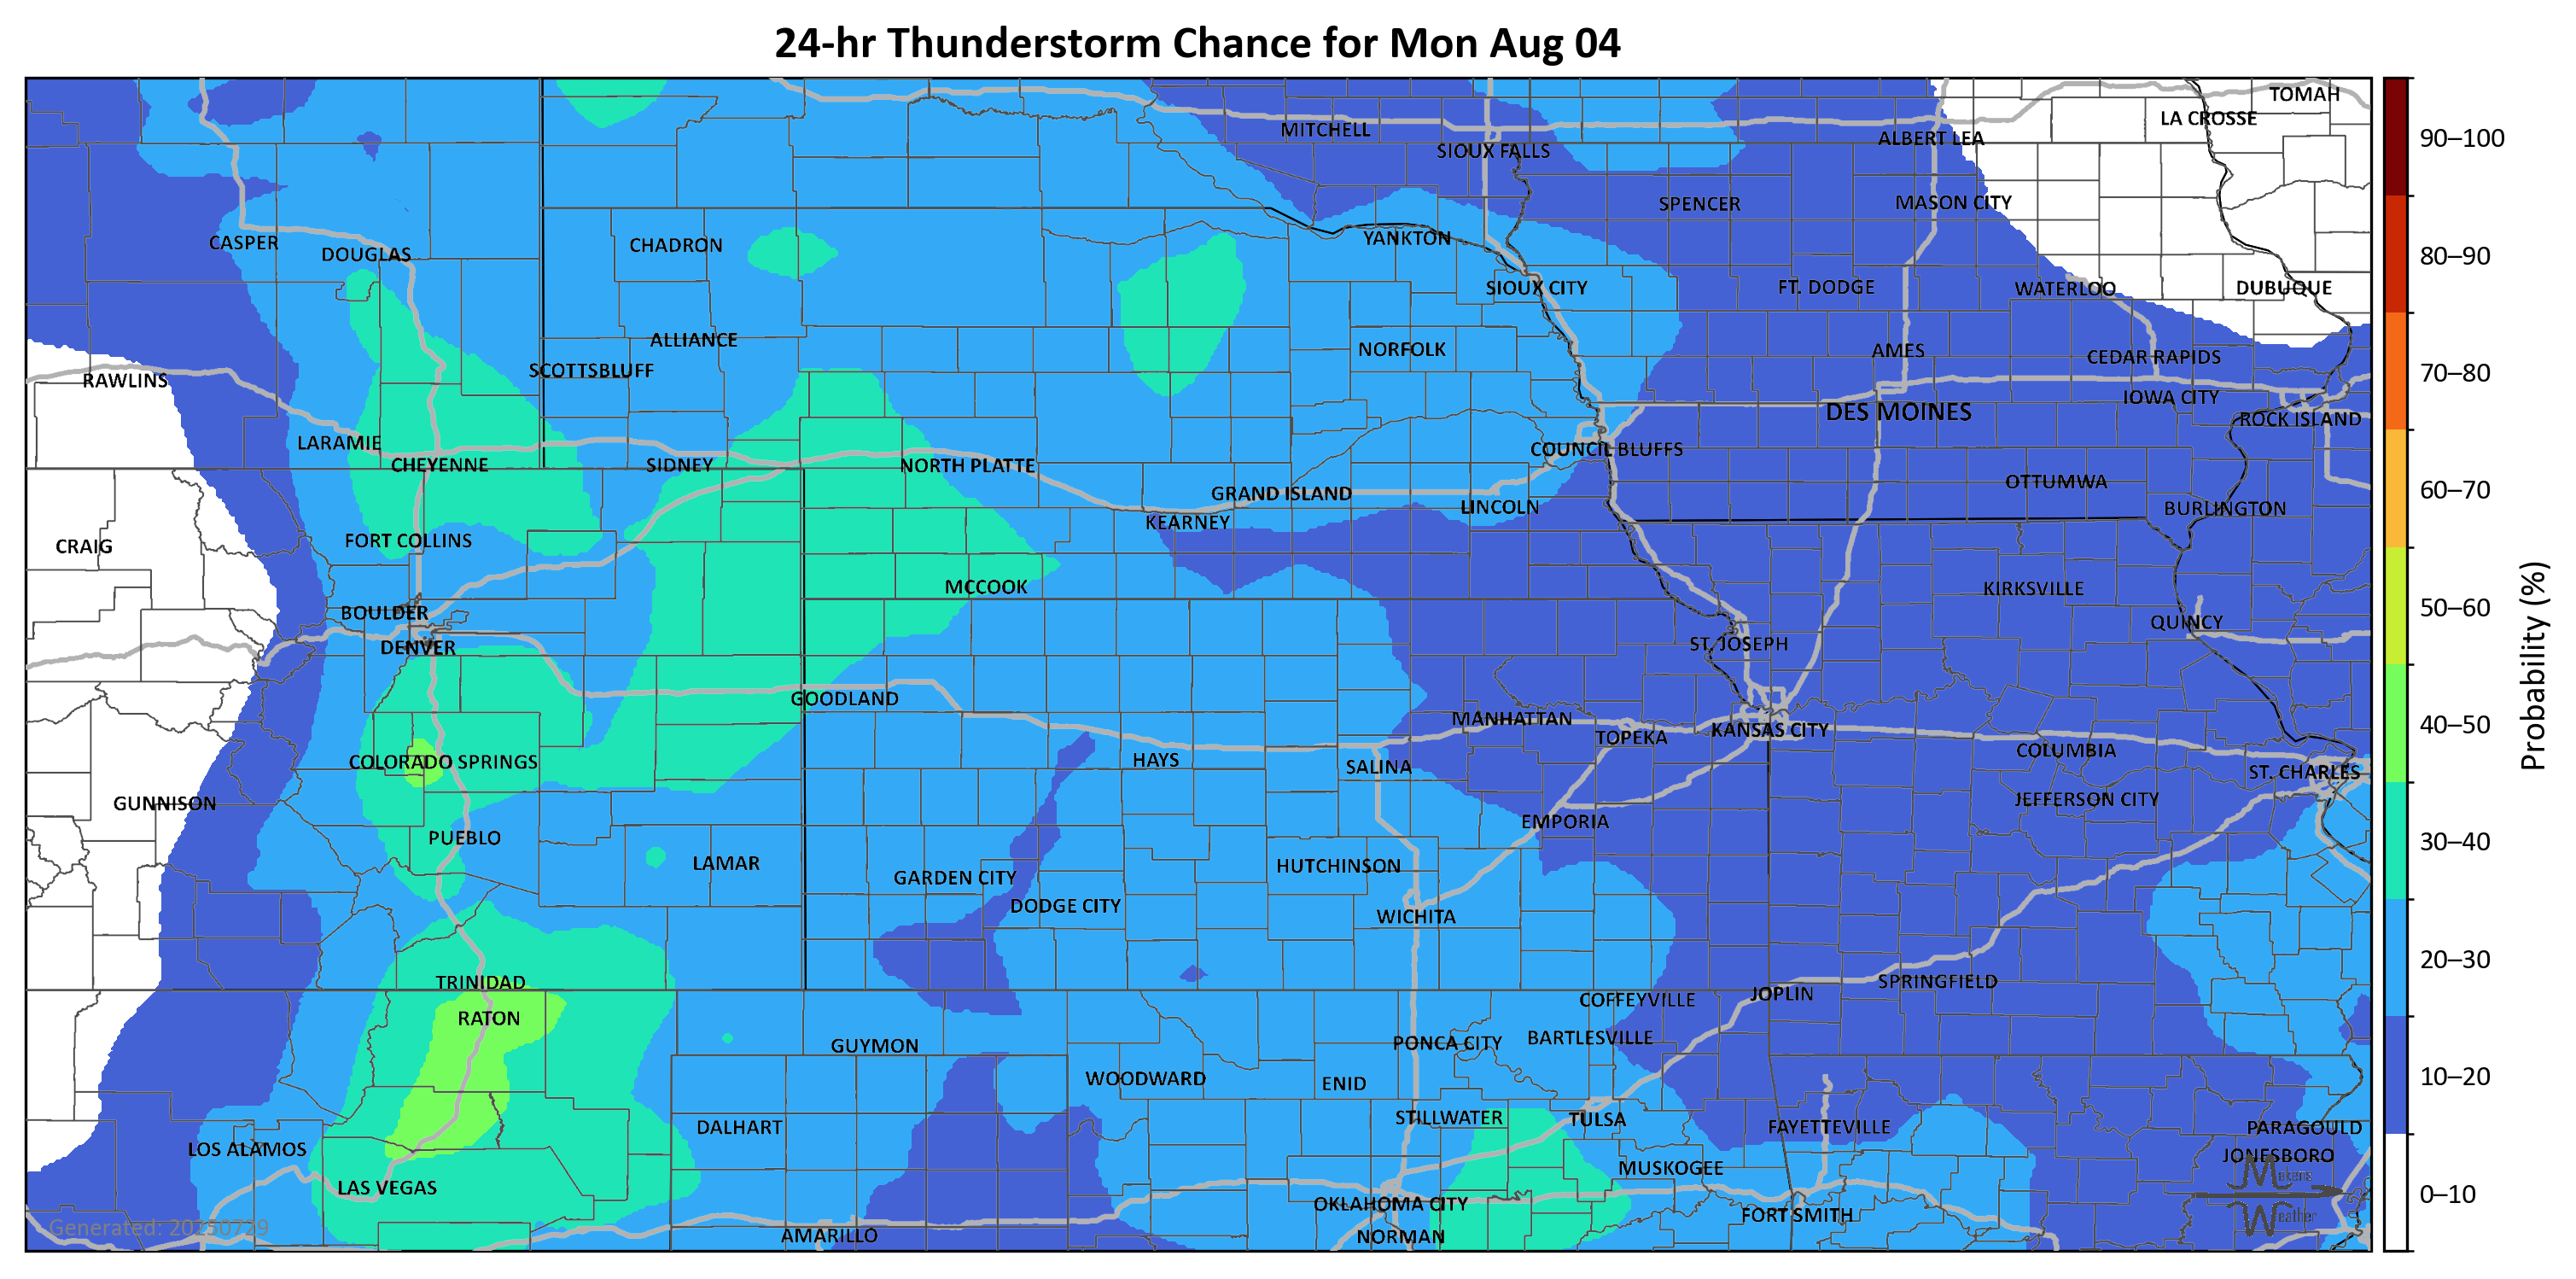 24-hr Thunderstorm Chance for Mon Aug 04
TOMAH
LA CROSSE
MITCHELL
ALBERT LEA
SIOUX FALLS
SPENCER
MASON CITY
CASPER
DOUGLAS
CHADRON
YANKTON
SIOUX CITY
FT. DODGE
WATERLOO
DUBUQUE
ALLIANCE
NORFOLK
AMES
CEDAR RAPIDS
RAWLINS
SCOTTSBLUFF
IOWA CITY
DES MOINES
ROCK ISLAND
LARAMIE
COUNCIL BLUFFS
CHEYENNE
SIDNEY
NORTH PLATTE
OTTUMWA
GRAND ISLAND
LINCOLN
BURLINGTON
KEARNEY
CRAIG
FORT COLLINS
MCCOOK
KIRKSVILLE
BOULDER
QUINCY
DENVER
ST. JOSEPH
GOODLAND
MANHATTAN
TOPEKA
KANSAS CITY
COLUMBIA
COLORADO SPRINGS
HAYS
SALINA
ST. CHARLES
GUNNISON
JEFFERSON CITY
EMPORIA
PUEBLO
LAMAR
HUTCHINSON
GARDEN CITY
DODGE CITY
WICHITA
TRINIDAD
SPRINGFIELD
JOPLIN
COFFEYVILLE
RATON
GUYMON
PONCA CITY
BARTLESVILLE
WOODWARD
ENID
STILLWATER
TULSA
DALHART
FAYETTEVILLE
PARAGOULD
LOS ALAMOS
JONESBORO
MUSKOGEE
LAS VEGAS
OKLAHOMA CITY
FORT SMITH
AMARILLO
NORMAN
Generated: 20250729
Mekens
Weather
90–100
80–90
70–80
60–70
50–60
40–50
30–40
20–30
10–20
0–10
Probability (%)